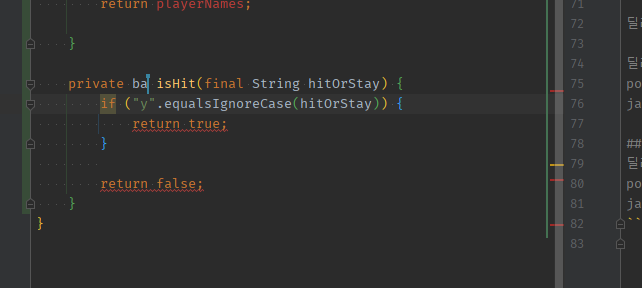 return playerNames;
}
private ba isHit(final String hitOrStay) {
if ("y".equalsIgnoreCase(hitOrStay)) {
return true;
}
return false;
}
}
71
72
73
74
75
76
77
78
79
80
81
82
83
딜
딜
po
ja
##
딜
po
ja
``